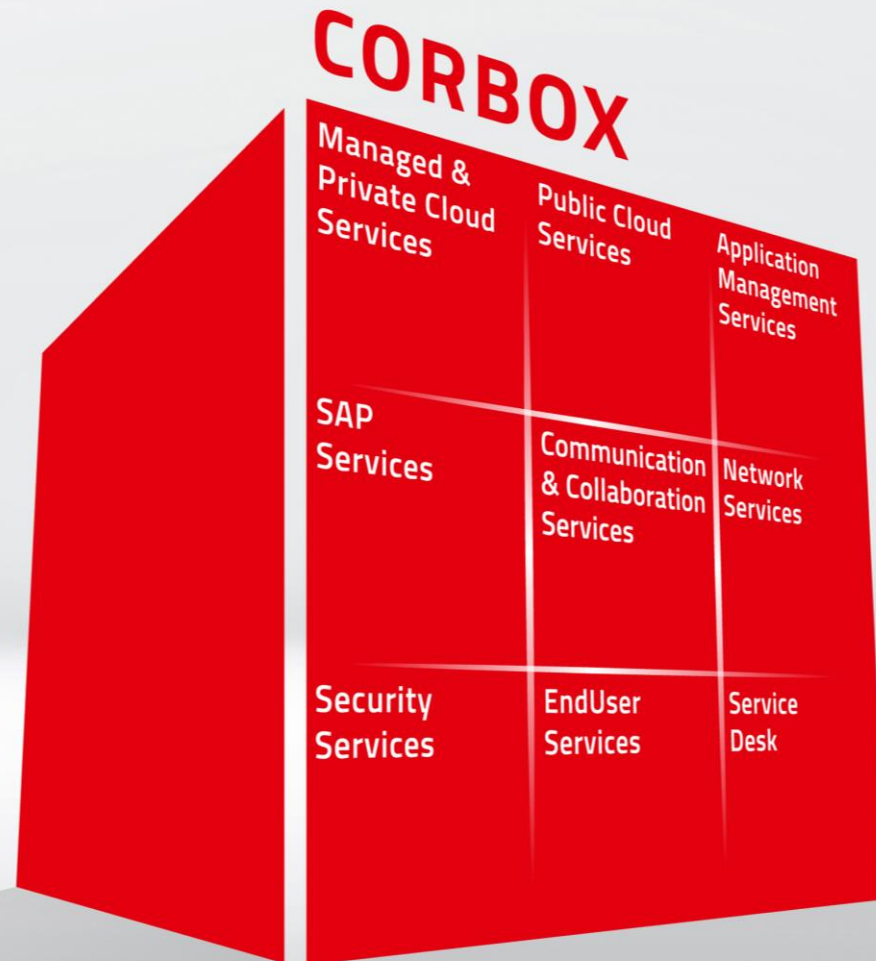 CORBOX
Managed &
Private Cloud
Services
Public Cloud
Services
Application
Management
Services
SAP
Services
Communication
& Collaboration
Services
Network
Services
Security
Services
EndUser
Services
Service
Desk